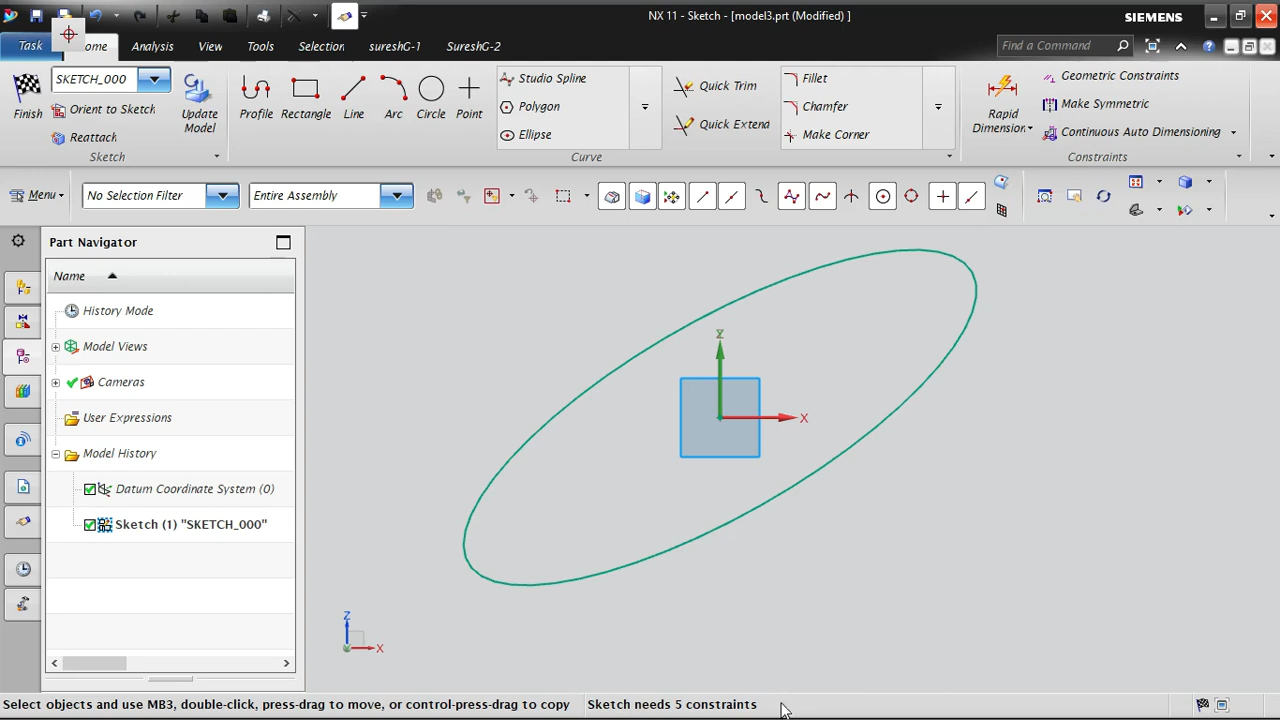 NX 11 - Sketch - [model3.prt (Modified) ]
SIEMENS
Task
Home
Analysis
View
Tools
Selection
sureshG-1
SureshG-2
Find a Command
Finish
SKETCH_000
Orient to Sketch
Reattach
Update Model
Sketch
Profile
Rectangle
Line
Arc
Circle
Point
Studio Spline
Polygon
Ellipse
Quick Trim
Quick Extend
Fillet
Chamfer
Make Corner
Curve
Rapid
Dimension...
Geometric Constraints
Make Symmetric
Continuous Auto Dimensioning
Constraints
Menu
No Selection Filter
Entire Assembly
Part Navigator
Name
History Mode
Model Views
Cameras
User Expressions
Model History
Datum Coordinate System (0)
Sketch (1) "SKETCH_000"
Z
X
Z
X
Select objects and use MB3, double-click, press-drag to move, or control-press-drag to copy
Sketch needs 5 constraints